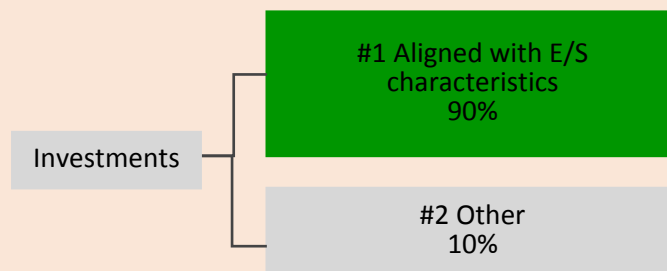 #1 Aligned with E/S
characteristics
90%
Investments
#2 Other
10%